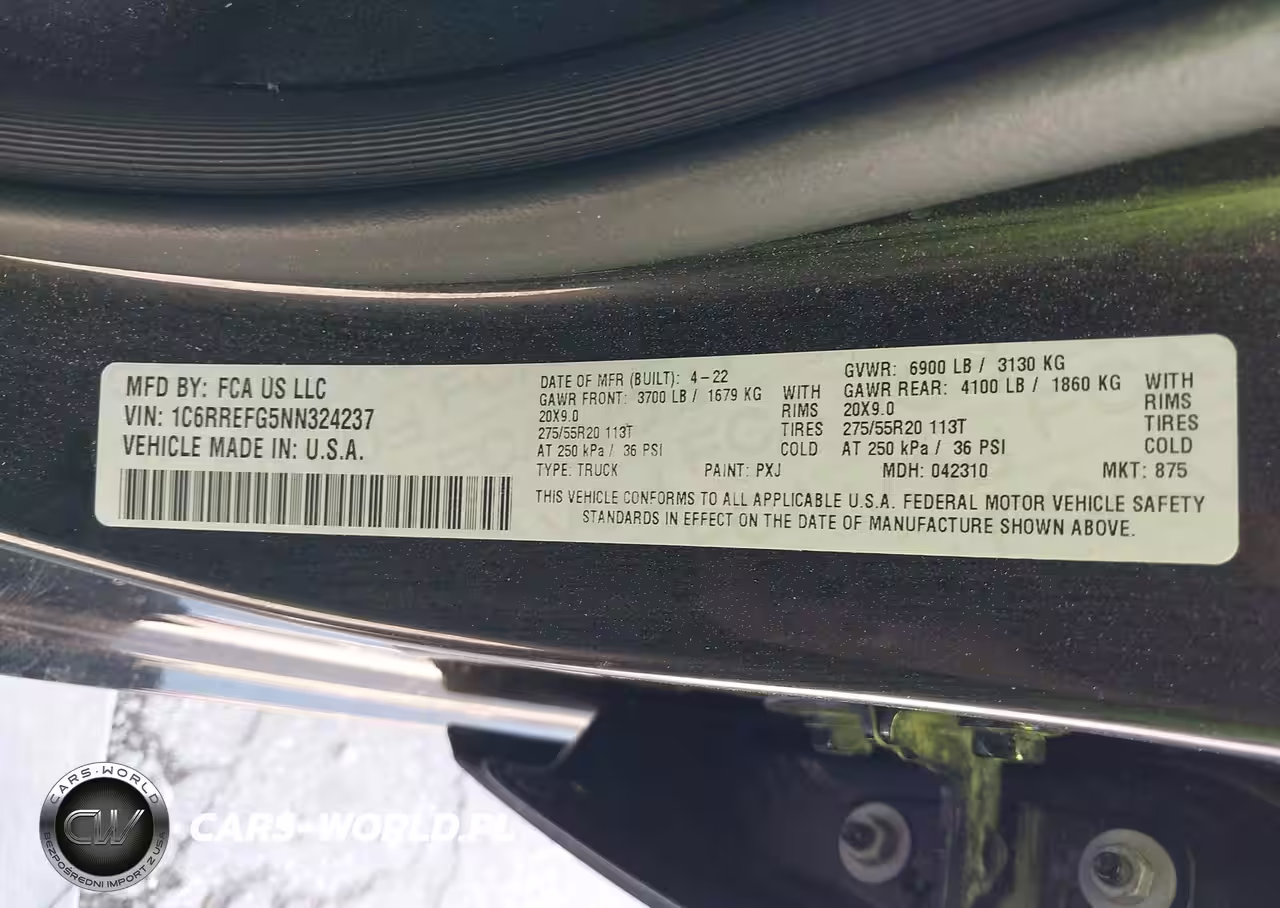 MFD BY: FCA US LLC
VIN: 1C6RREFG5NN324237
VEHICLE MADE IN: U.S.A.
DATE OF MFR (BUILT): 4-22
GVWR: 6900 LB / 3130 KG
GAWR FRONT: 3700 LB / 1679 KG WITH
GAWR REAR: 4100 LB / 1860 KG WITH
20X9.0 RIMS 20X9.0 RIMS
275/55R20 113T TIRES 275/55R20 113T TIRES
AT 250 kPa / 36 PSI COLD AT 250 kPa / 36 PSI COLD
TYPE: TRUCK PAINT: PXJ MDH: 042310 MKT: 875
THIS VEHICLE CONFORMS TO ALL APPLICABLE U.S.A. FEDERAL MOTOR VEHICLE SAFETY
STANDARDS IN EFFECT ON THE DATE OF MANUFACTURE SHOWN ABOVE.
CARS-WORLD
CW
BEZPOŚREDNI IMPORT Z USA
CARS-WORLD.PL